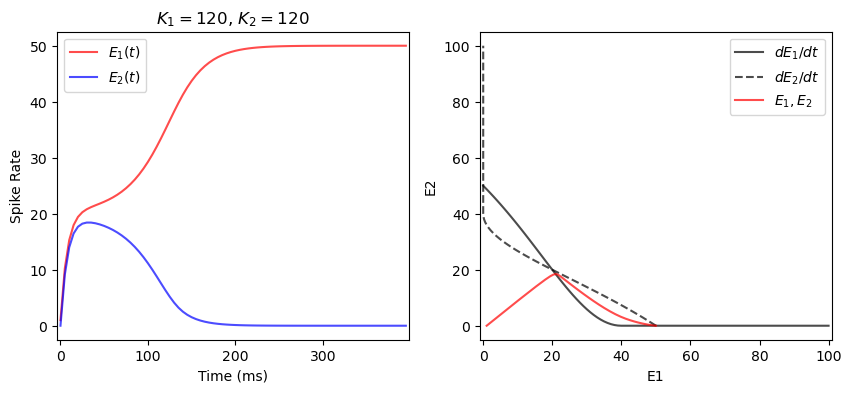 K₁ = 120, K₂ = 120
E₁(t)
E₂(t)
50
40
30
20
10
0
Spike Rate
0 100 200 300
Time (ms)
dE₁/dt
dE₂/dt
E₁, E₂
100
80
60
40
20
0
E2
0 20 40 60 80 100
E1